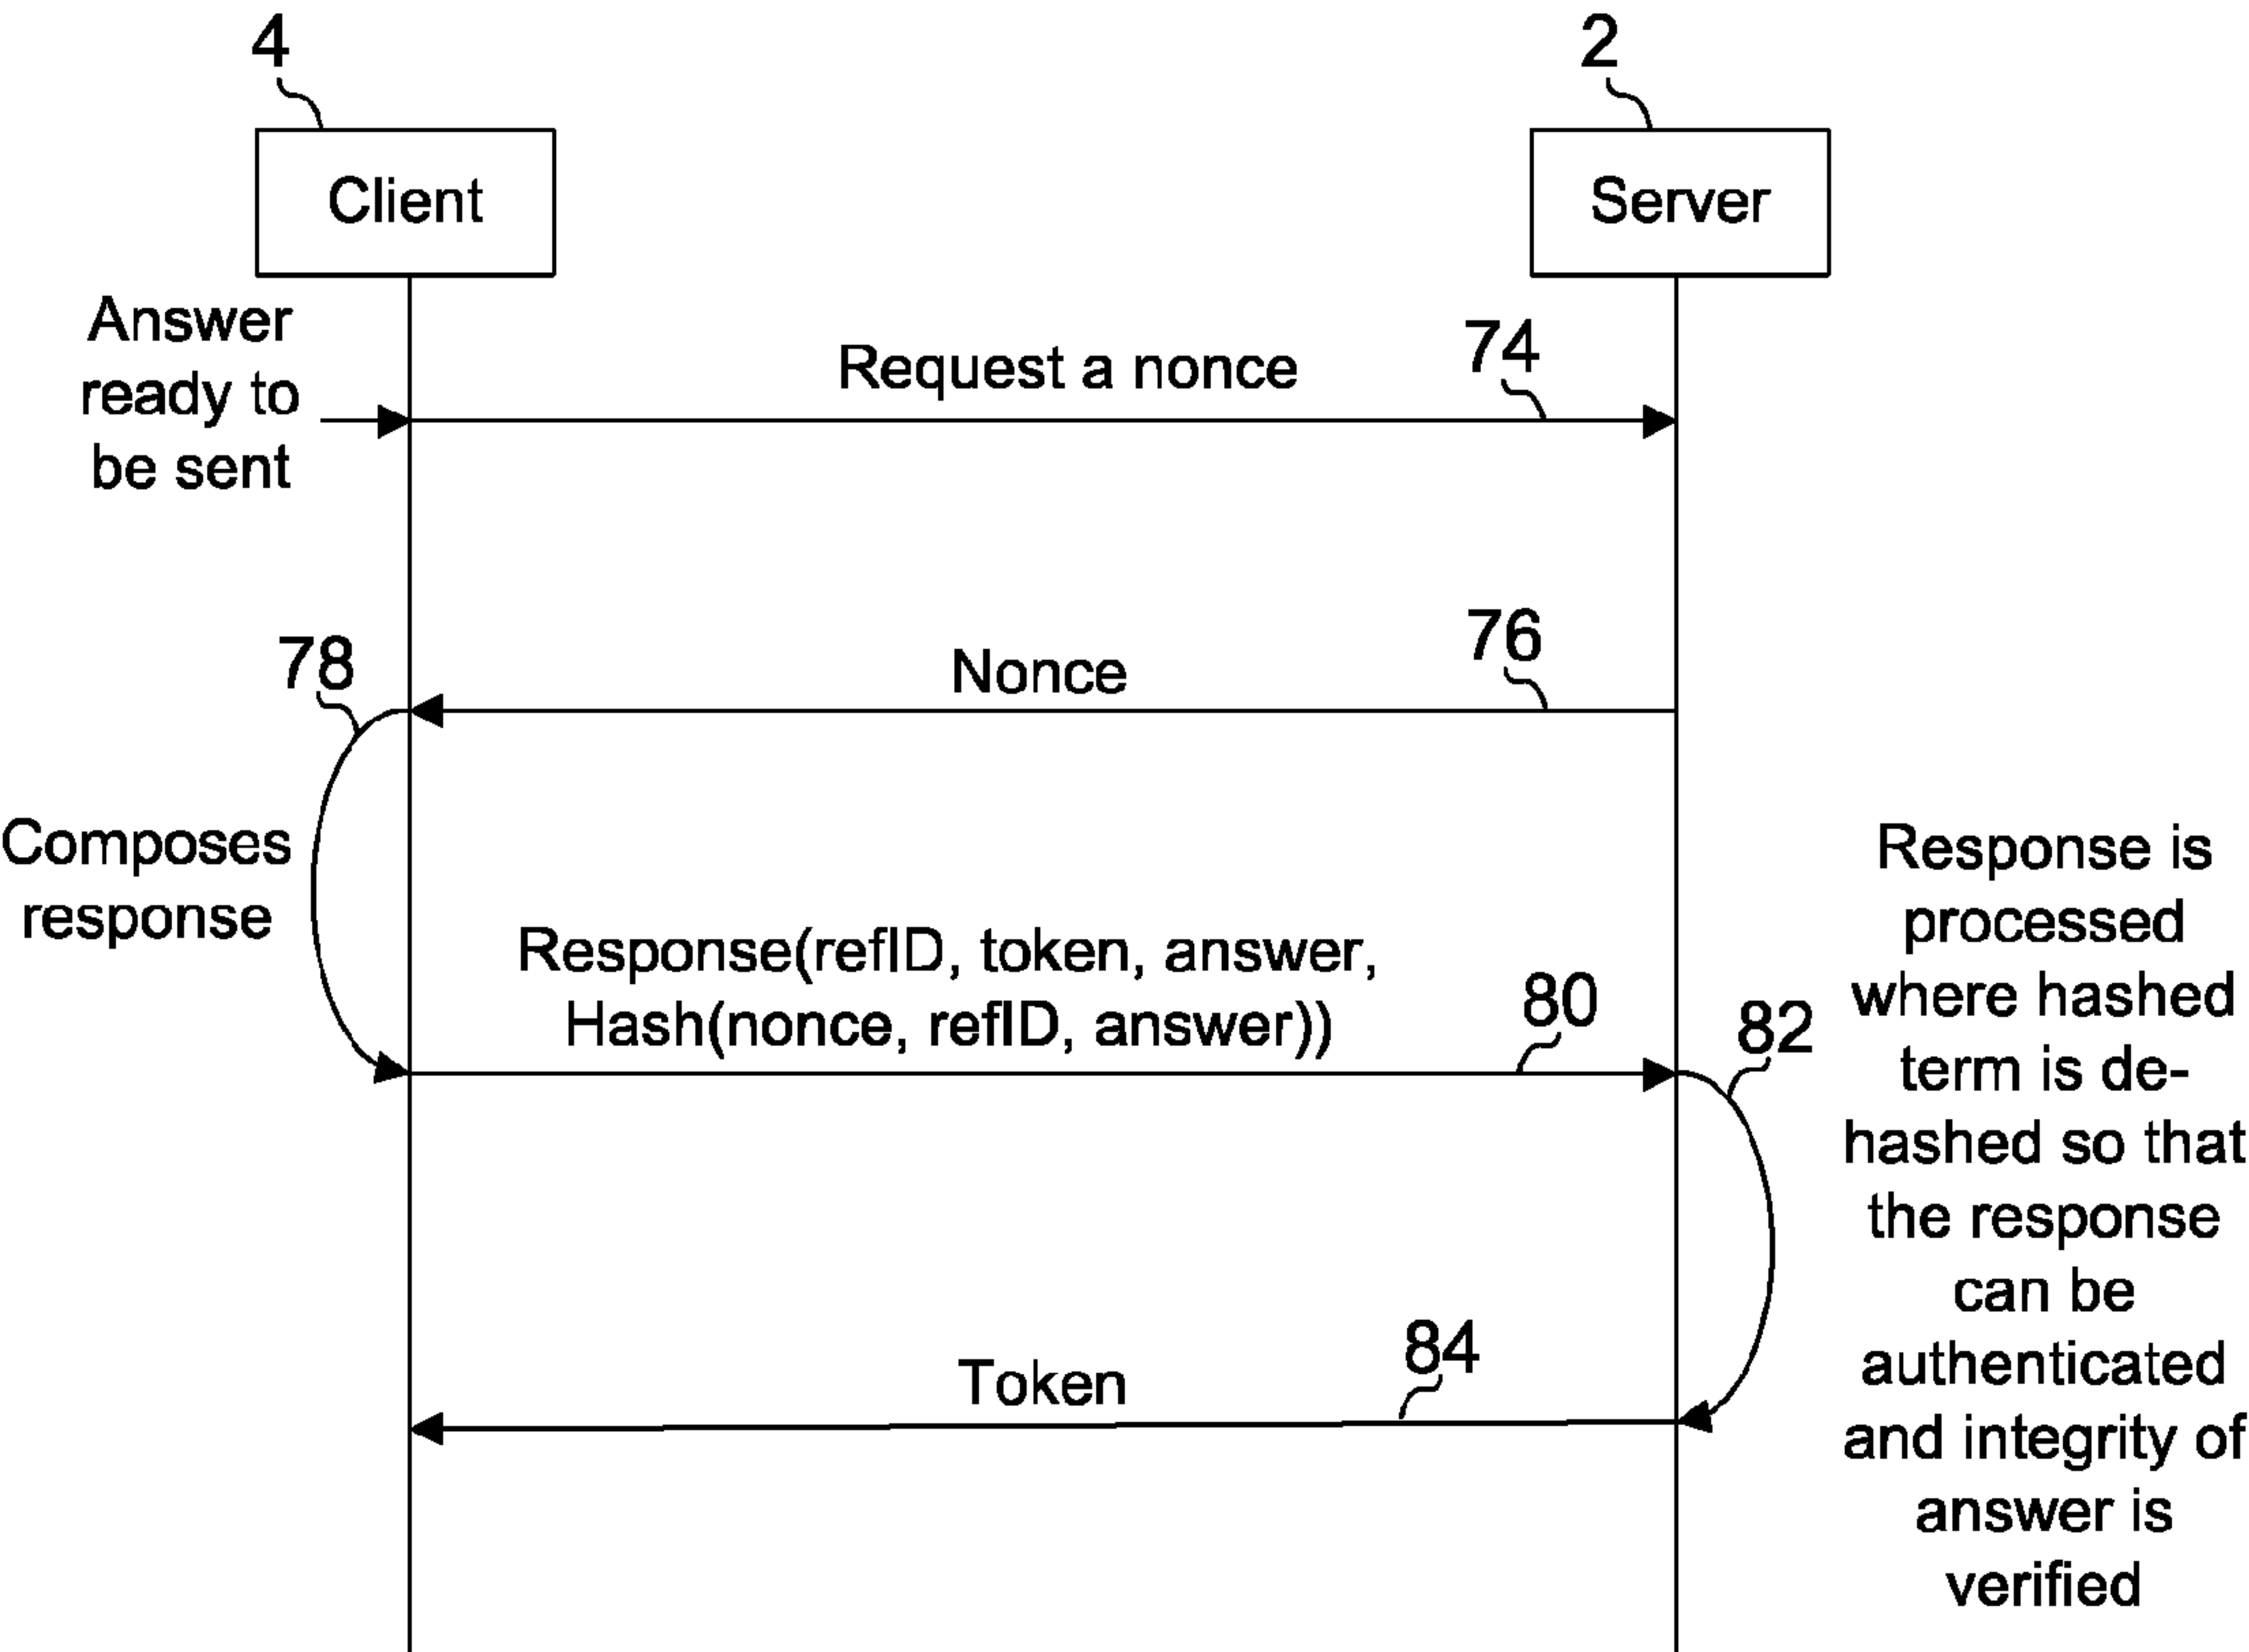 4
2
Client
Server
Answer
ready to
be sent
Request a nonce
74
76
Nonce
78
Composes
response
Response(refID, token, answer,
Hash(nonce, refID, answer))
80
82
Response is
processed
where hashed
term is de-
hashed so that
the response
can be
authenticated
and integrity of
answer is
verified
84
Token